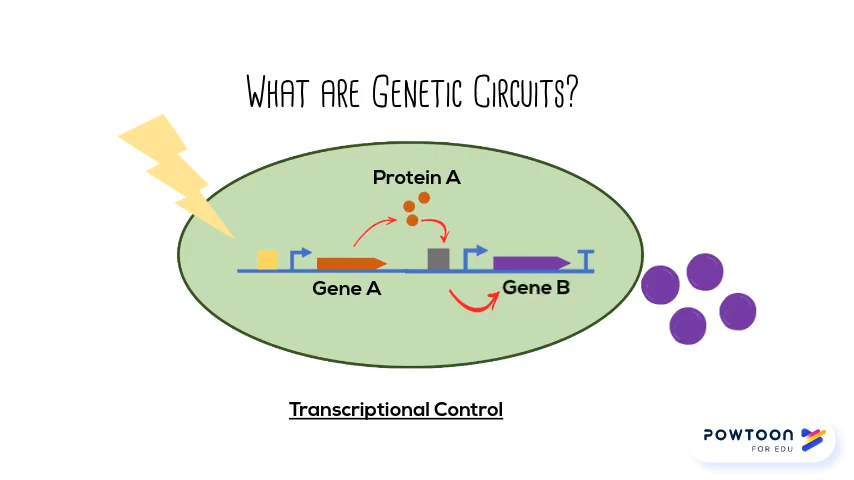 What are Genetic Circuits?
Protein A
Gene A
Gene B
Transcriptional Control
POWTOON
FOR EDU